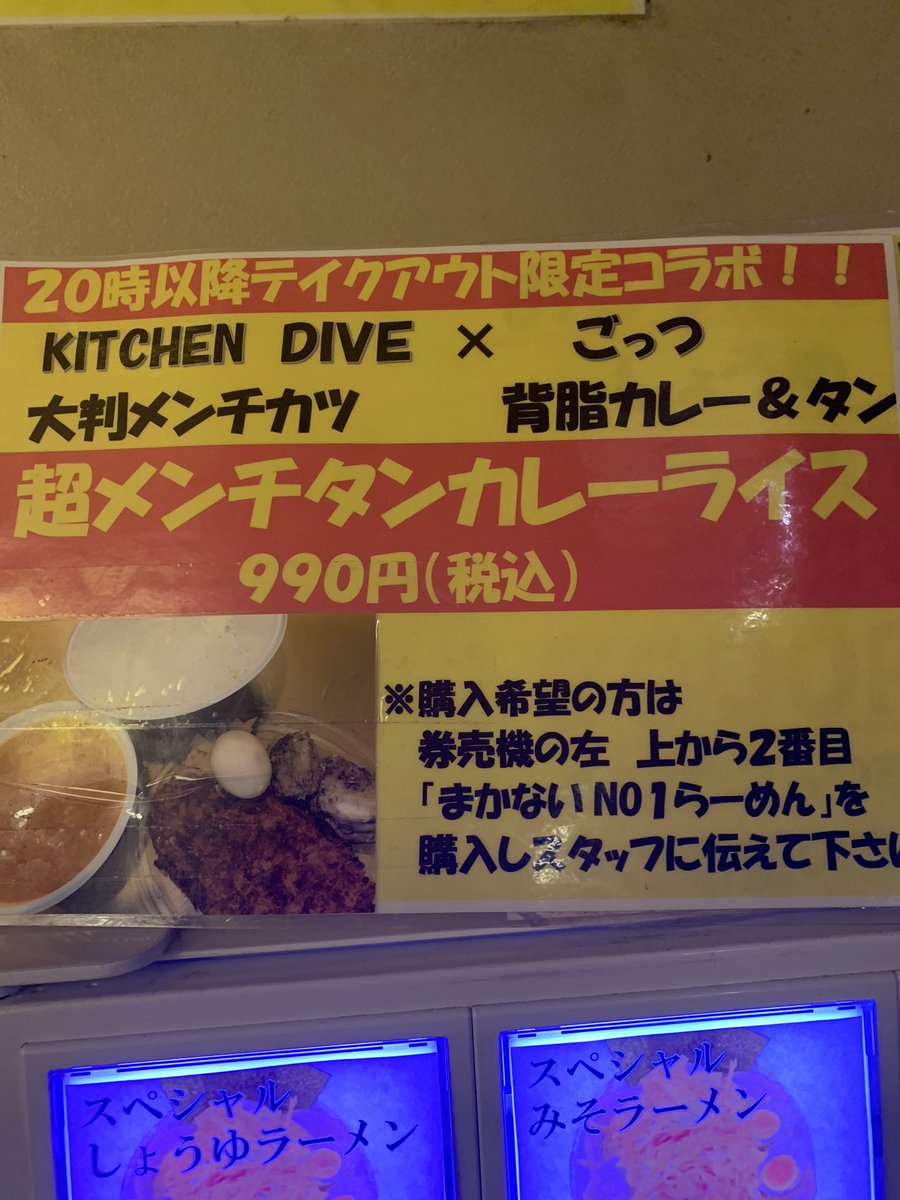 20時以降テイクアウト限定コラボ！！
KITCHEN DIVE × ごっつ
大判メンチカツ 背脂カレー＆タン
超メンチタンカレーライス
990円(税込)
※購入希望の方は
券売機の左 上から2番目
「まかないNO1らーめん」を
購入しスタッフに伝えて下さい
スペシャル
しょうゆラーメン
スペシャル
みそラーメン